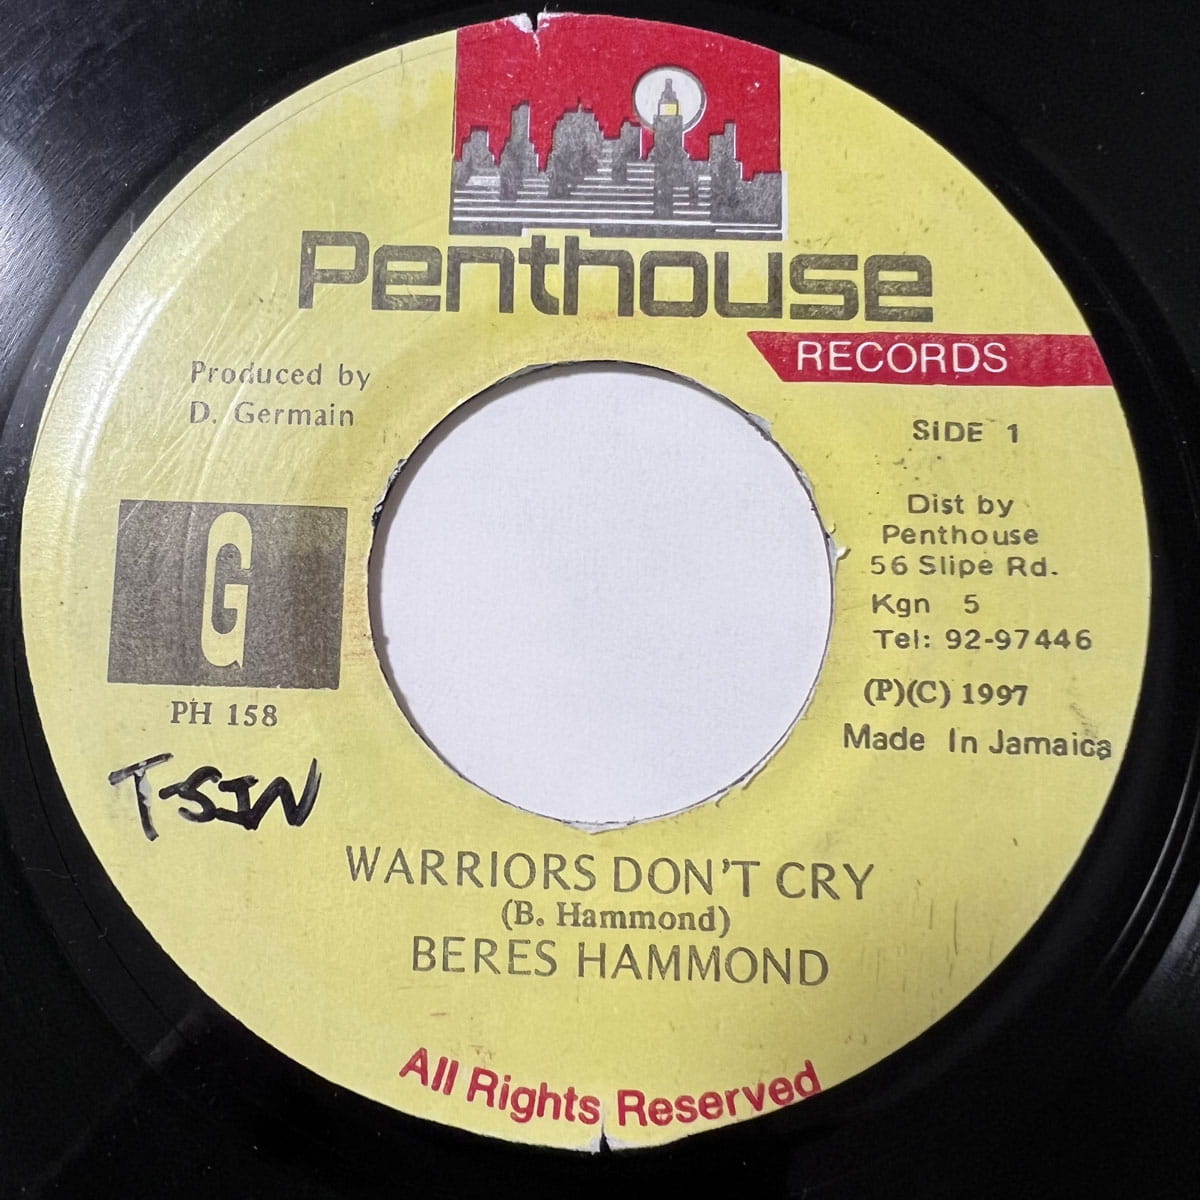 Penthouse
RECORDS
Produced by
D. Germain
SIDE 1
Dist by
Penthouse
56 Slipe Rd.
Kgn 5
Tel: 92-97446
(P)(C) 1997
Made In Jamaica
G
PH 158
T-SIN
WARRIORS DON'T CRY
(B. Hammond)
BERES HAMMOND
All Rights Reserved